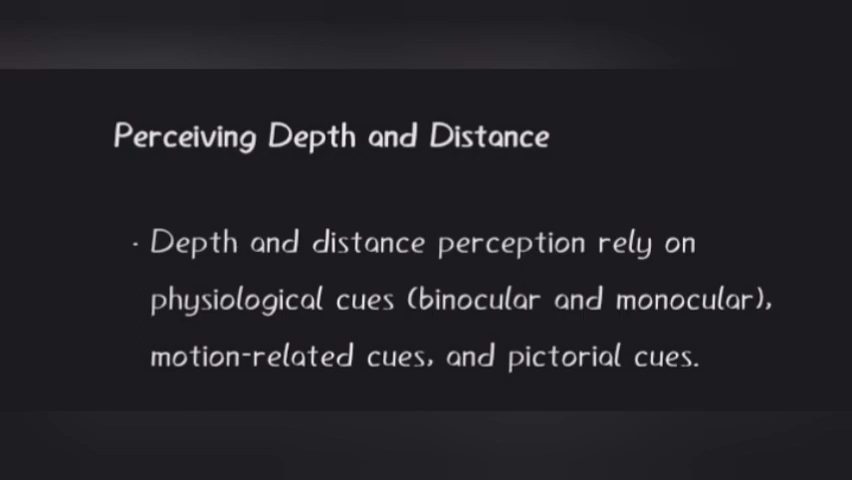 Perceiving Depth and Distance
· Depth and distance perception rely on
physiological cues (binocular and monocular),
motion-related cues, and pictorial cues.